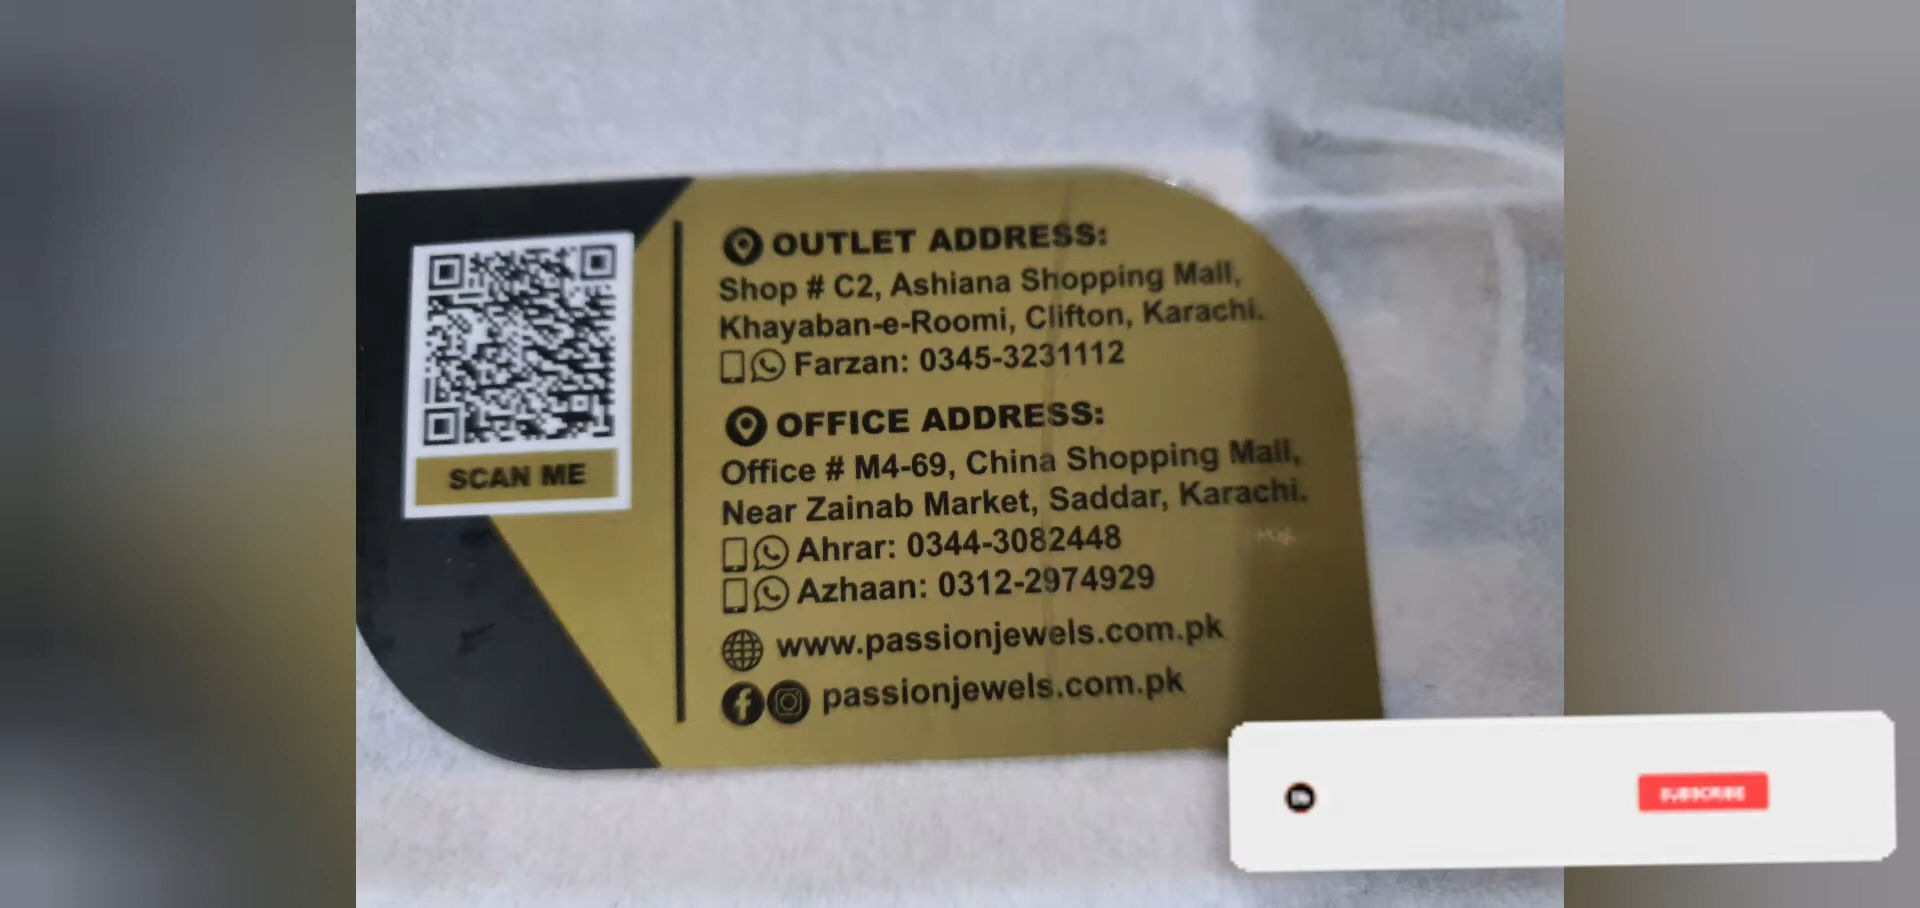 SCAN ME
OUTLET ADDRESS:
Shop # C2, Ashiana Shopping Mall,
Khayaban-e-Roomi, Clifton, Karachi.
Farzan: 0345-3231112
OFFICE ADDRESS:
Office # M4-69, China Shopping Mall,
Near Zainab Market, Saddar, Karachi.
Ahrar: 0344-3082448
Azhaan: 0312-2974929
www.passionjewels.com.pk
passionjewels.com.pk
SUBSCRIBE